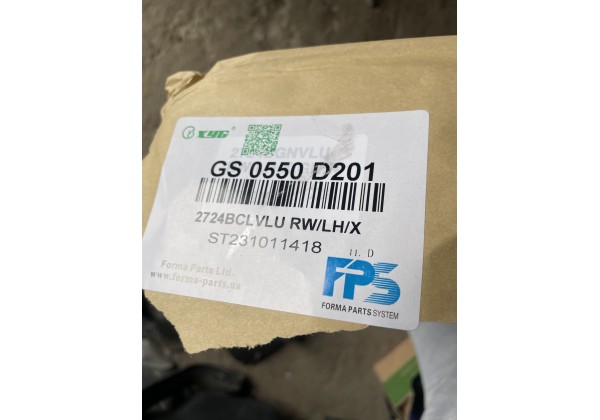 XYG
GS 0550 D201
2724BCLVLU RW/LH/X
ST231011418
11. D
Forma Parts Ltd.
www.forma-parts.ua
FPS
FORMA PARTS SYSTEM